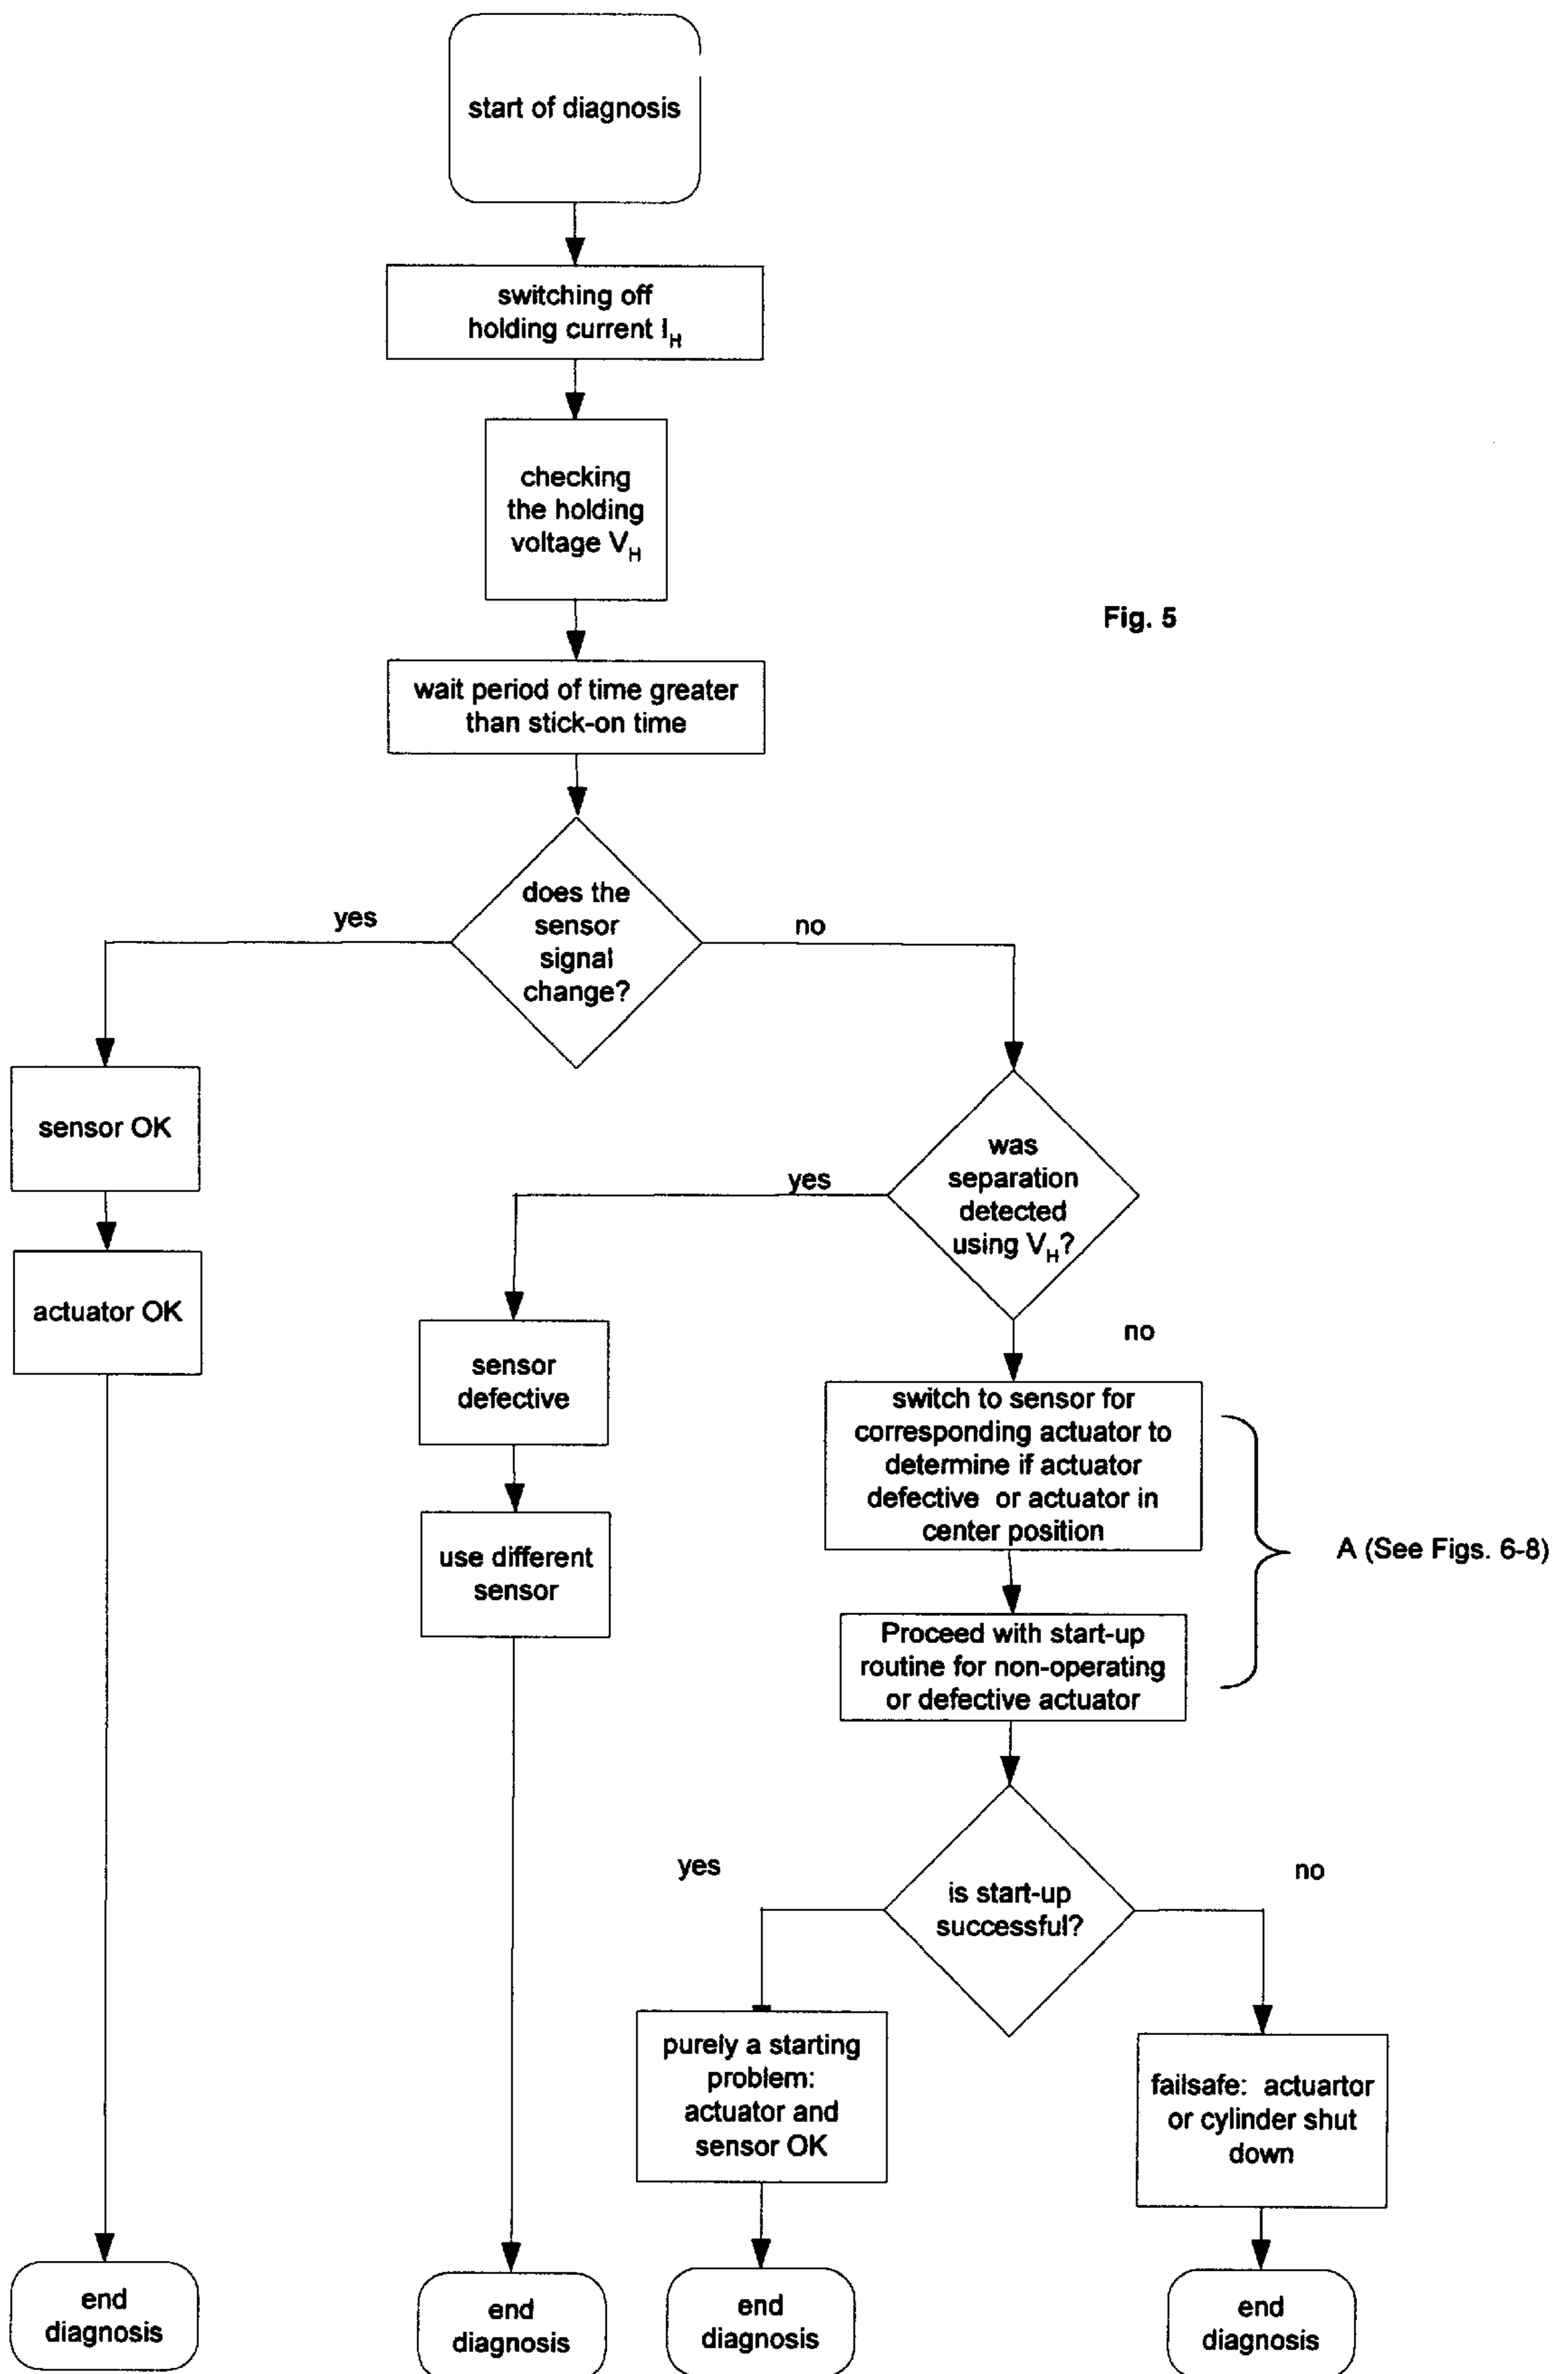 start of diagnosis
switching off
holding current I_H
checking
the holding
voltage V_H
Fig. 5
wait period of time greater
than stick-on time
does the
sensor
signal
change?
yes
no
sensor OK
actuator OK
was
separation
detected
using V_H?
yes
no
sensor
defective
use different
sensor
switch to sensor for
corresponding actuator to
determine if actuator
defective or actuator in
center position
A (See Figs. 6-8)
Proceed with start-up
routine for non-operating
or defective actuator
is start-up
successful?
yes
no
purely a starting
problem:
actuator and
sensor OK
failsafe: actuartor
or cylinder shut
down
end
diagnosis
end
diagnosis
end
diagnosis
end
diagnosis